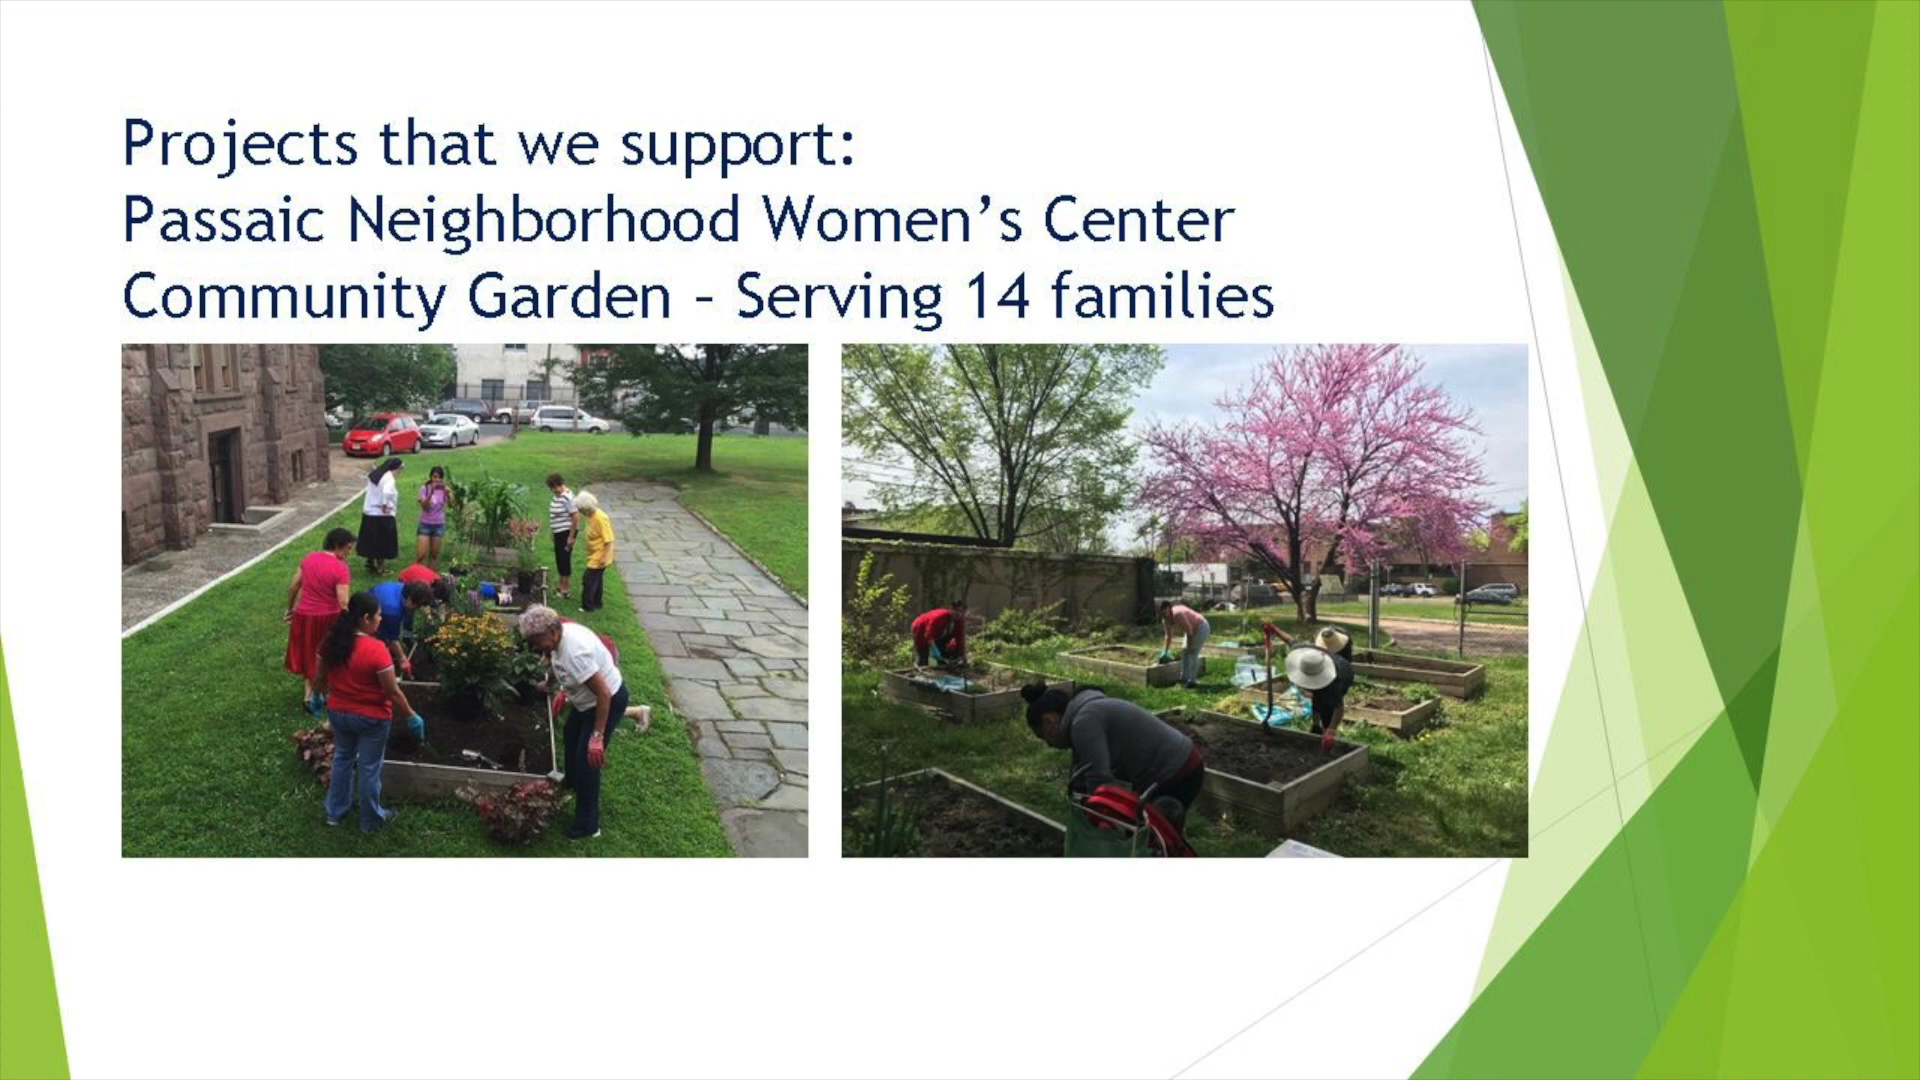 Projects that we support:
Passaic Neighborhood Women’s Center
Community Garden – Serving 14 families